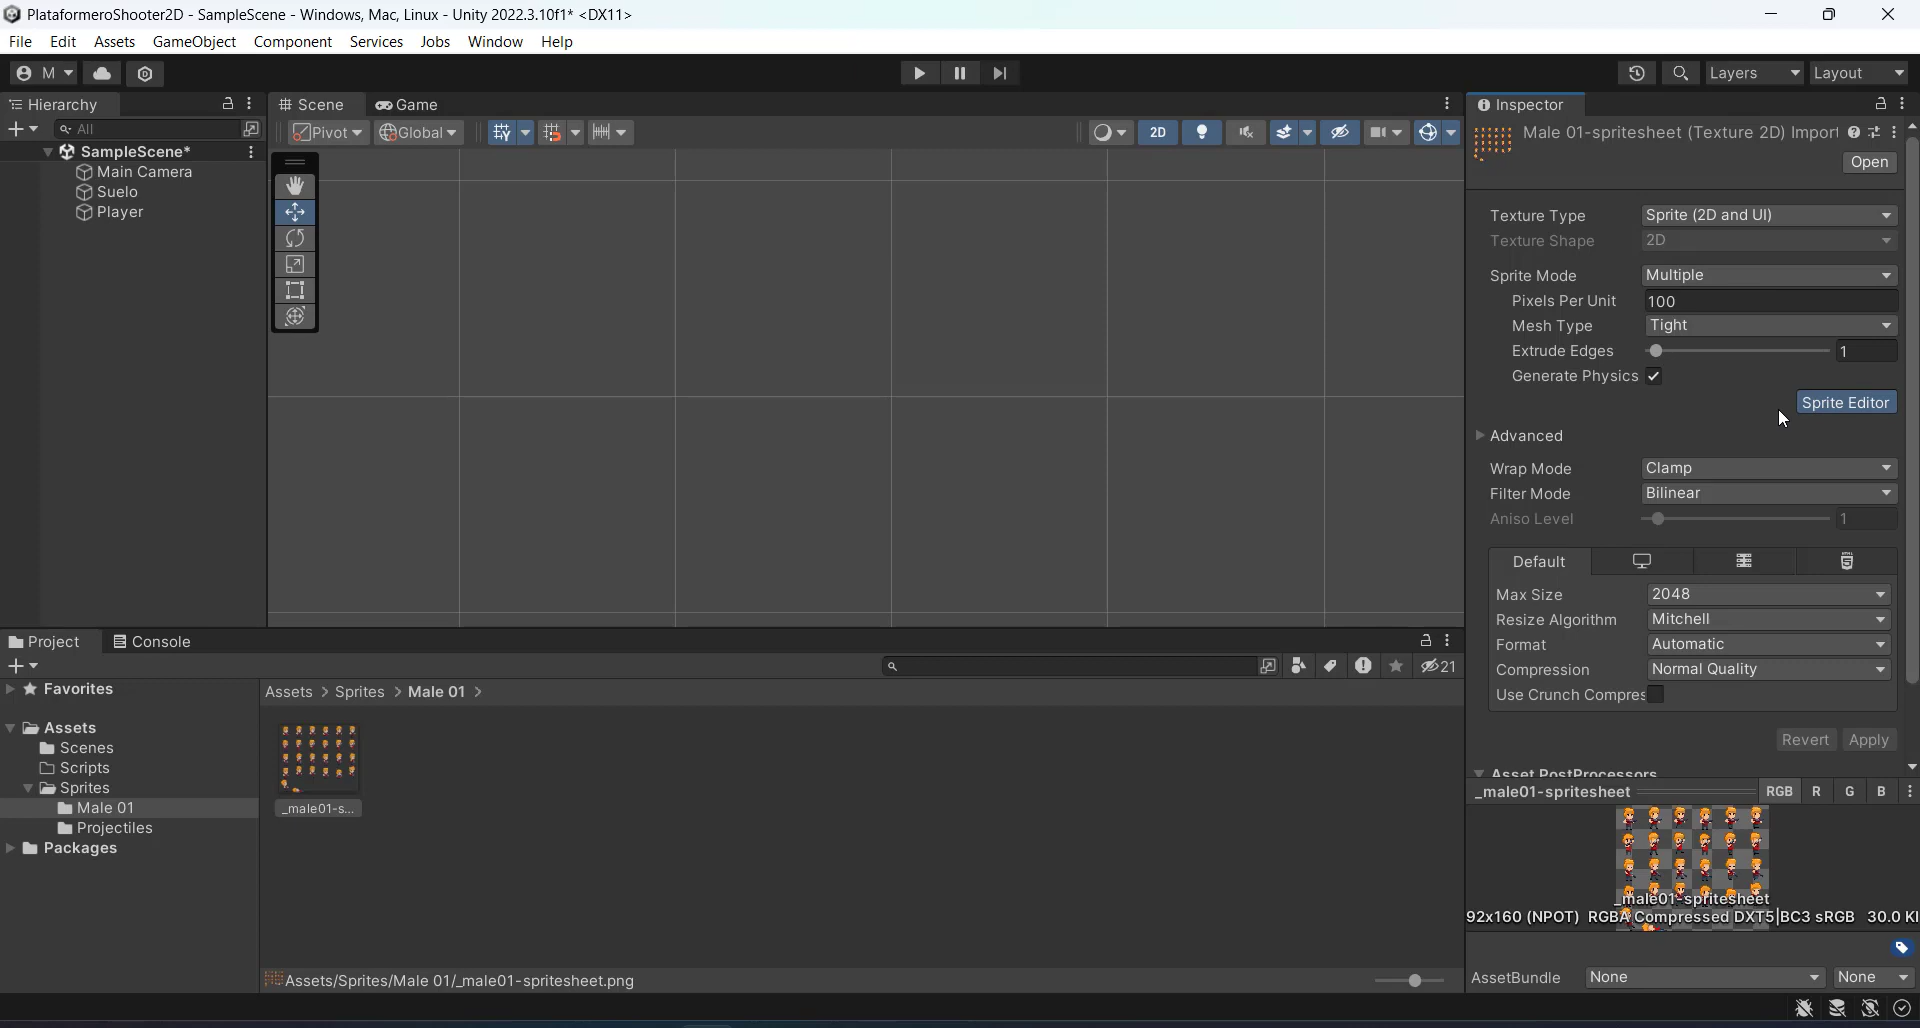 PlataformeroShooter2D - SampleScene - Windows, Mac, Linux - Unity 2022.3.10f1* <DX11>
File Edit Assets GameObject Component Services Jobs Window Help
M Layers Layout
Hierarchy
All
SampleScene*
Main Camera
Suelo
Player
Scene Game
Pivot Global 2D
Inspector
Male 01-spritesheet (Texture 2D) Import
Open
Texture Type Sprite (2D and UI)
Texture Shape 2D
Sprite Mode Multiple
Pixels Per Unit 100
Mesh Type Tight
Extrude Edges 1
Generate Physics
Sprite Editor
Advanced
Wrap Mode Clamp
Filter Mode Bilinear
Aniso Level 1
Default
Max Size 2048
Resize Algorithm Mitchell
Format Automatic
Compression Normal Quality
Use Crunch Compres
Revert Apply
Asset PostProcessors
Project Console
21
Favorites
Assets
Scenes
Scripts
Sprites
Male 01
Projectiles
Packages
Assets > Sprites > Male 01 >
_male01-s...
Assets/Sprites/Male 01/_male01-spritesheet.png
_male01-spritesheet RGB R G B
_male01-spritesheet
92x160 (NPOT) RGBA Compressed DXT5|BC3 sRGB 30.0 KI
AssetBundle None None